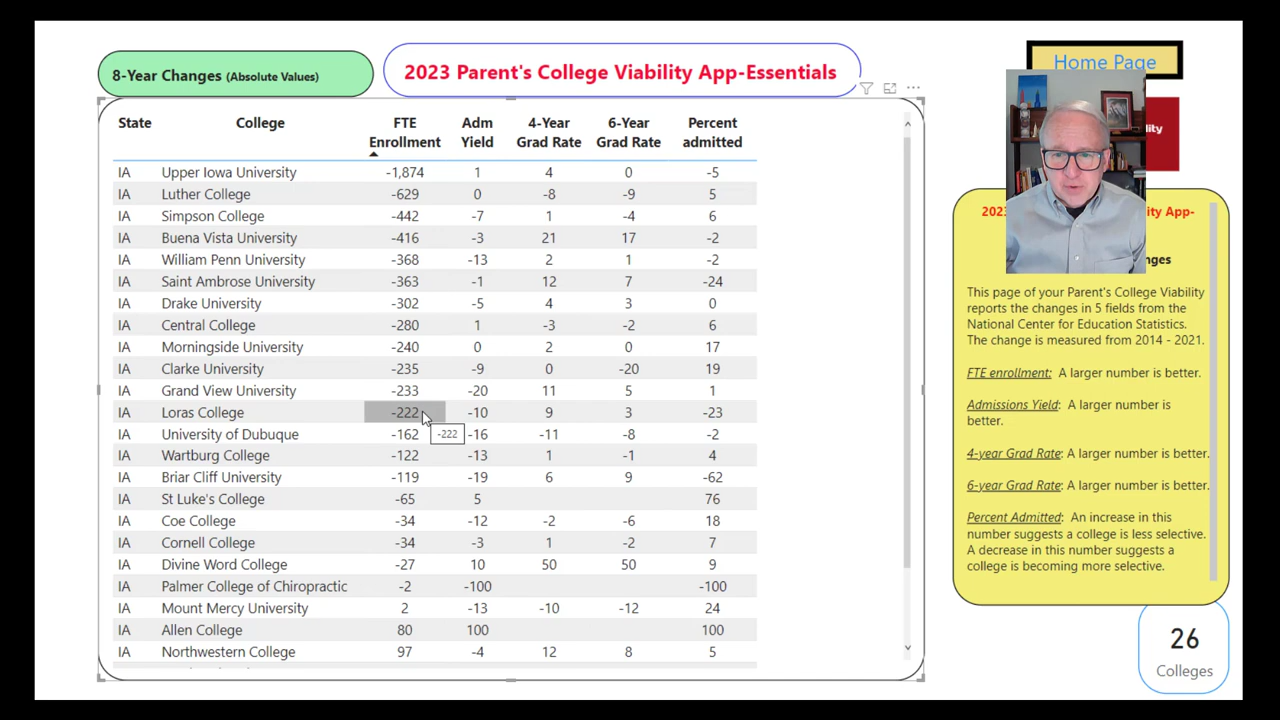 8-Year Changes (Absolute Values)
2023 Parent's College Viability App-Essentials
Home Page
State College FTE Enrollment Adm Yield 4-Year Grad Rate 6-Year Grad Rate Percent admitted
IA Upper Iowa University -1,874 1 4 0 -5
IA Luther College -629 0 -8 -9 5
IA Simpson College -442 -7 1 -4 6
IA Buena Vista University -416 -3 21 17 -2
IA William Penn University -368 -13 2 1 -2
IA Saint Ambrose University -363 -1 12 7 -24
IA Drake University -302 -5 4 3 0
IA Central College -280 1 -3 -2 6
IA Morningside University -240 0 2 0 17
IA Clarke University -235 -9 0 -20 19
IA Grand View University -233 -20 11 5 1
IA Loras College -222 -10 9 3 -23
-222
IA University of Dubuque -162 -16 -11 -8 -2
IA Wartburg College -122 -13 1 -1 4
IA Briar Cliff University -119 -19 6 9 -62
IA St Luke's College -65 5 76
IA Coe College -34 -12 -2 -6 18
IA Cornell College -34 -3 1 -2 7
IA Divine Word College -27 10 50 50 9
IA Palmer College of Chiropractic -2 -100 -100
IA Mount Mercy University 2 -13 -10 -12 24
IA Allen College 80 100 100
IA Northwestern College 97 -4 12 8 5
This page of your Parent's College Viability
reports the changes in 5 fields from the
National Center for Education Statistics.
The change is measured from 2014 - 2021.
FTE enrollment: A larger number is better.
Admissions Yield: A larger number is
better.
4-year Grad Rate: A larger number is better.
6-year Grad Rate: A larger number is better.
Percent Admitted: An increase in this
number suggests a college is less selective.
A decrease in this number suggests a
college is becoming more selective.
26
Colleges